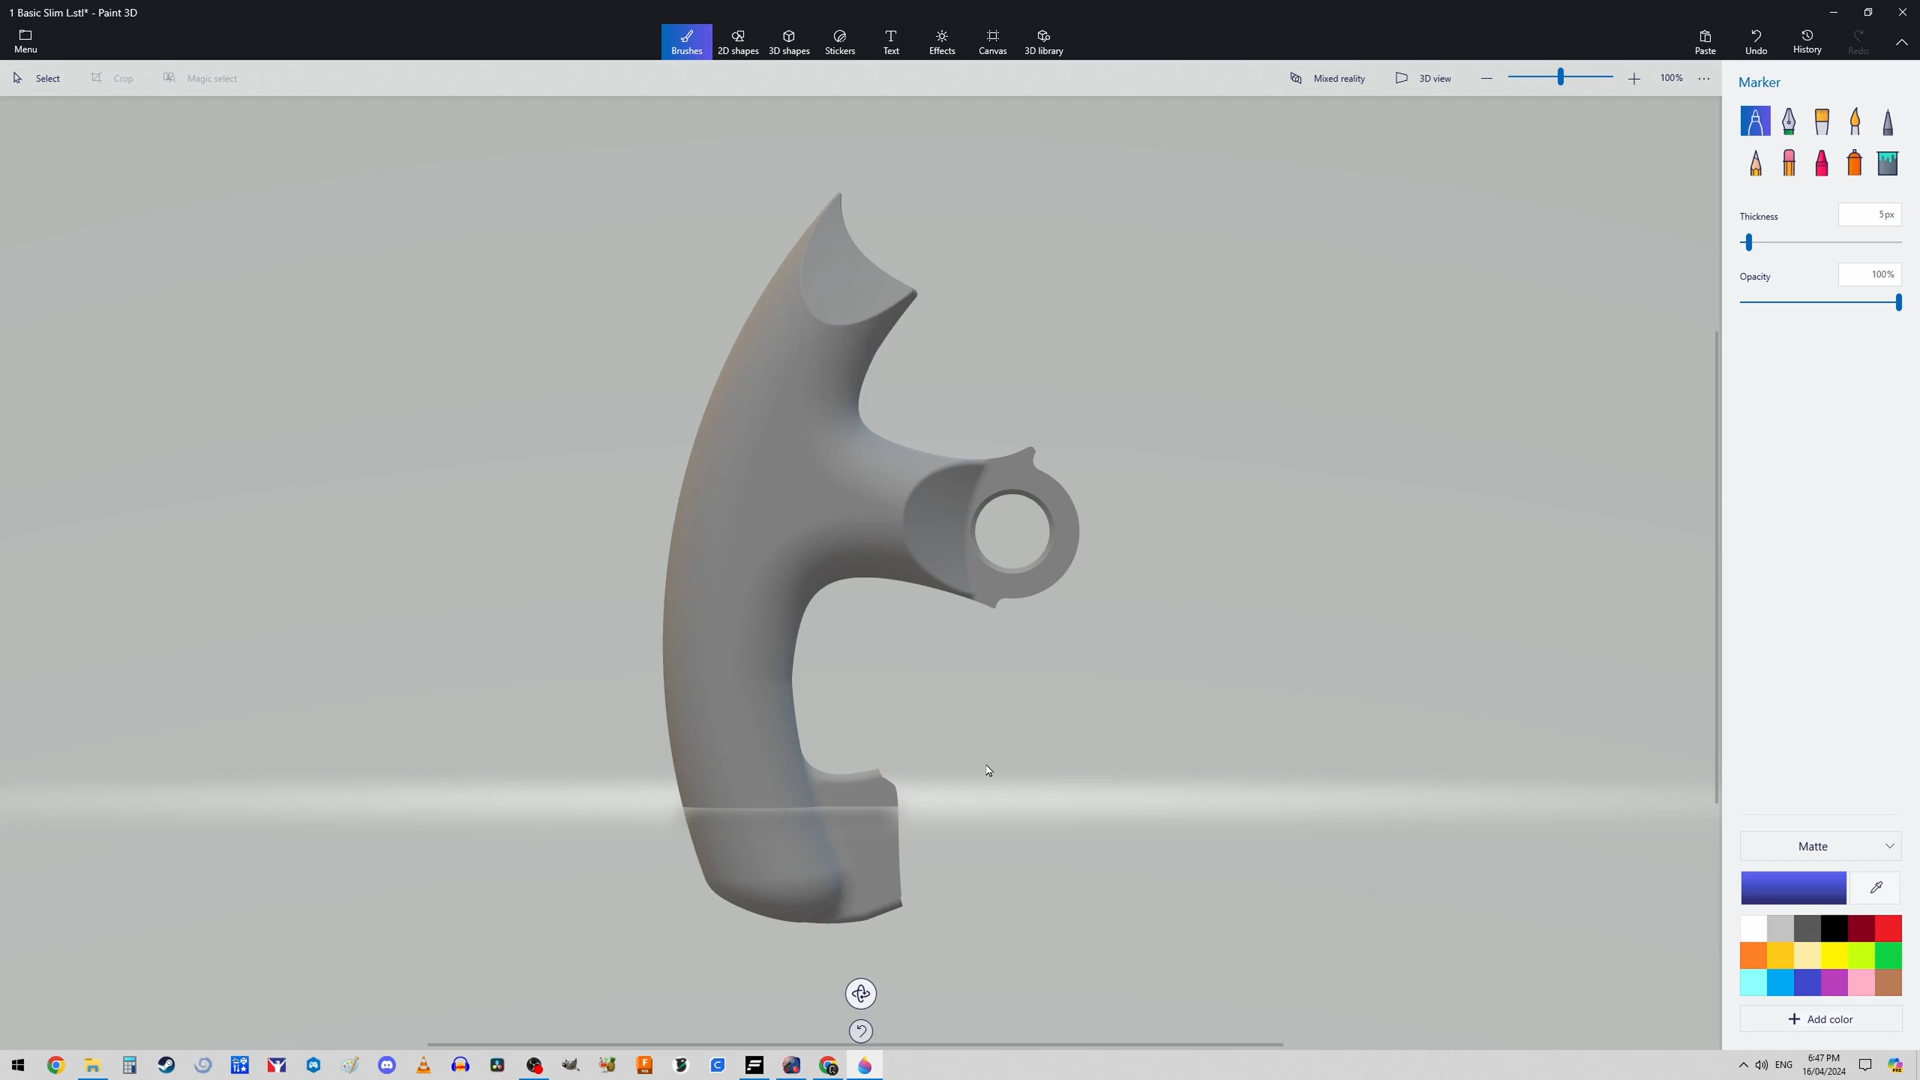 1 Basic Slim L.stl* - Paint 3D
Menu
Brushes
2D shapes
3D shapes
Stickers
Text
Effects
Canvas
3D library
Paste
Undo
History
Redo
Select
Crop
Magic select
Mixed reality
3D view
100%
Marker
Thickness
5px
Opacity
100%
Matte
Add color
ENG
6:47 PM
16/04/2024